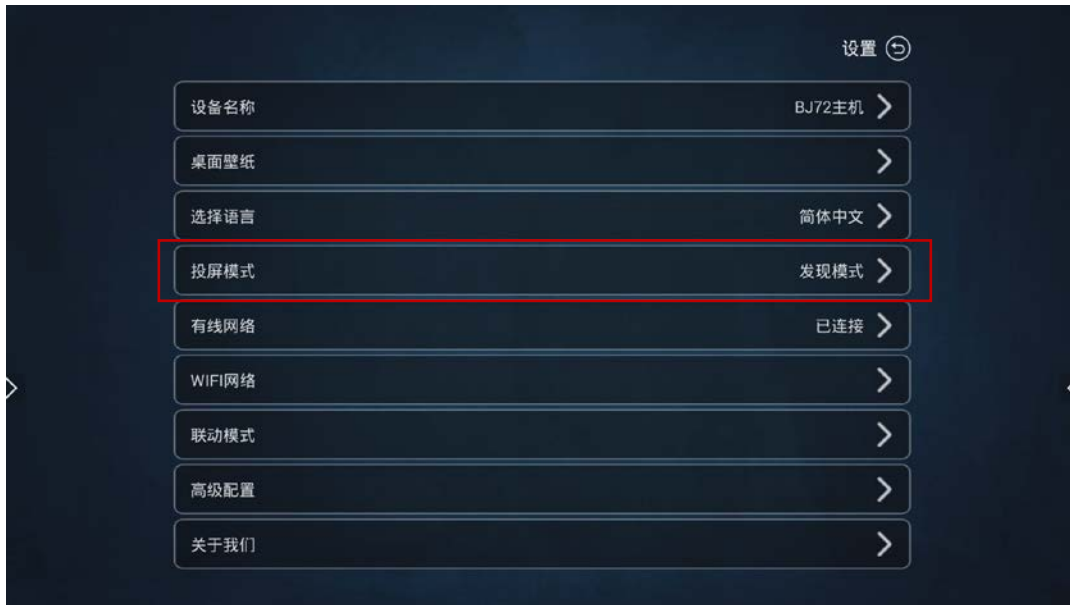 设置
设备名称 BJ72主机
桌面壁纸
选择语言 简体中文
投屏模式 发现模式
有线网络 已连接
WIFI网络
联动模式
高级配置
关于我们